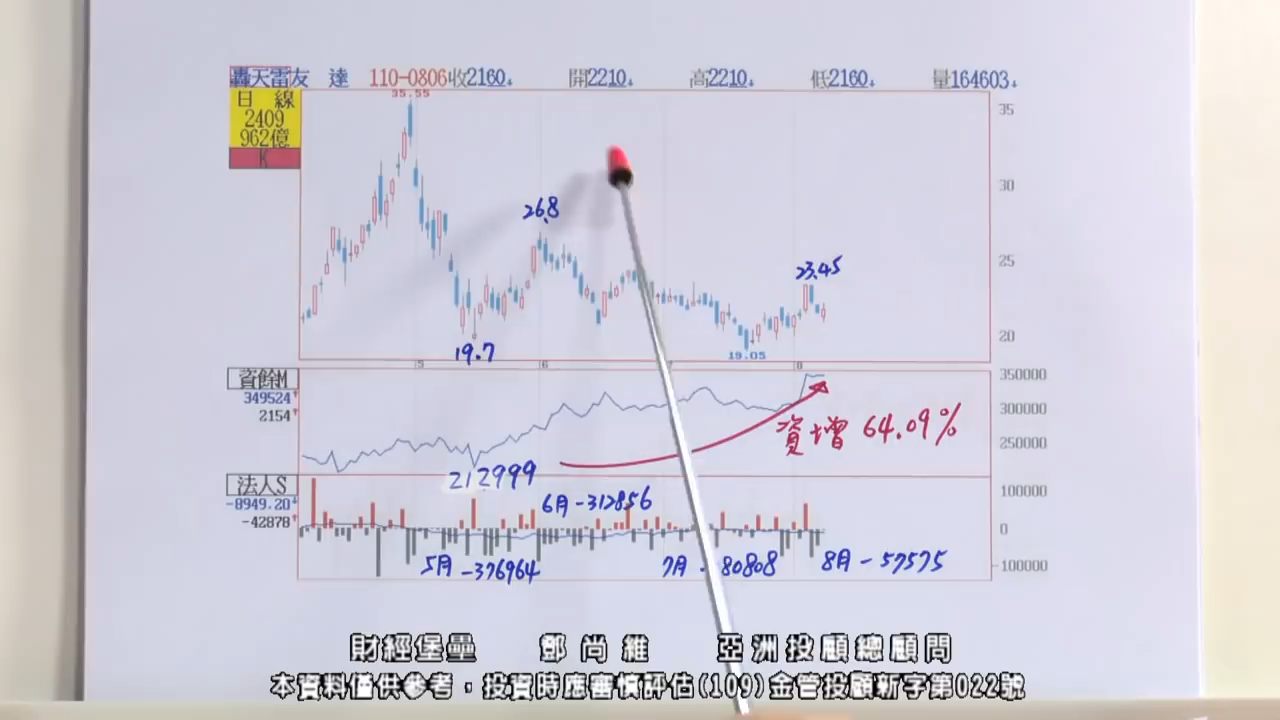 轟天雷友 達 110-0806收2160↓ 開2210↓ 高2210↓ 低2160↓ 量164603↓
日 線
2409
962億
K
35.55
35
30
26.8
25
23.45
20
19.7
19.05
5 6 7 8
資餘M
349524↑
2154↑
350000
300000
250000
資增 64.09%
212999
法人S
-8949.20↓
-42878↑
100000
0
-100000
6月-312856
5月-376964
7月-80808
8月-57575
財經堡壘 鄭尚維 亞洲投顧總顧問
本資料僅供參考，投資時應審慎評估(109)金管投顧新字第022號